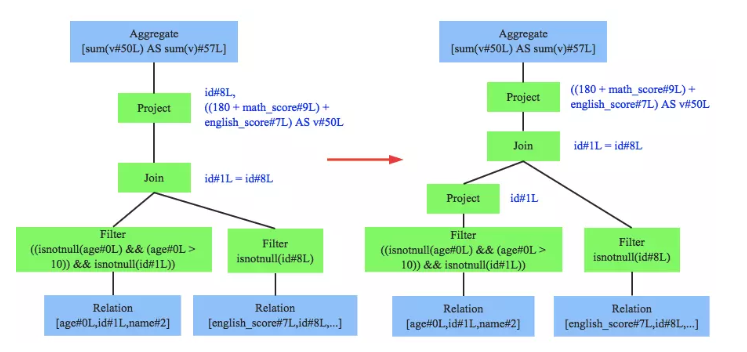 Aggregate
[sum(v#50L) AS sum(v)#57L]
id#8L,
((180 + math_score#9L) +
english_score#7L) AS v#50L
Project
Join
id#1L = id#8L
Filter
((isnotnull(age#0L) && (age#0L >
10)) && isnotnull(id#1L))
Filter
isnotnull(id#8L)
Relation
[age#0L,id#1L,name#2]
Relation
[english_score#7L,id#8L,...]
Aggregate
[sum(v#50L) AS sum(v)#57L]
Project
((180 + math_score#9L) +
english_score#7L) AS v#50L
Join
id#1L = id#8L
Project
id#1L
Filter
((isnotnull(age#0L) && (age#0L >
10)) && isnotnull(id#1L))
Filter
isnotnull(id#8L)
Relation
[age#0L,id#1L,name#2]
Relation
[english_score#7L,id#8L,...]